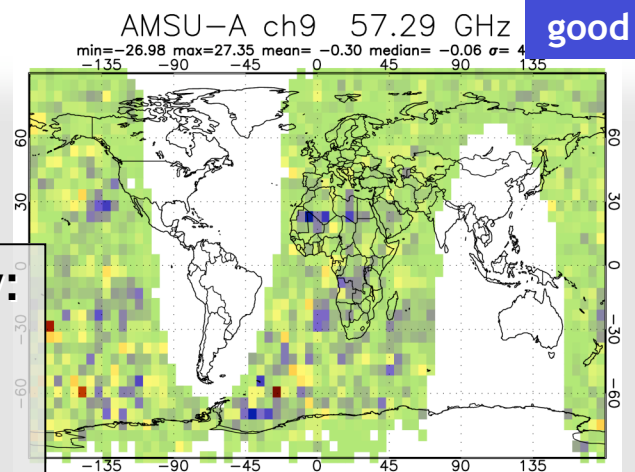 AMSU-A ch9 57.29 GHz
good
min=-26.98 max=27.35 mean= -0.30 median= -0.06 σ= 4
-135 -90 -45 0 45 90 135
60 60
30 30
0 0
-30 -30
-60 -60
-135 -90 -45 0 45 90 135